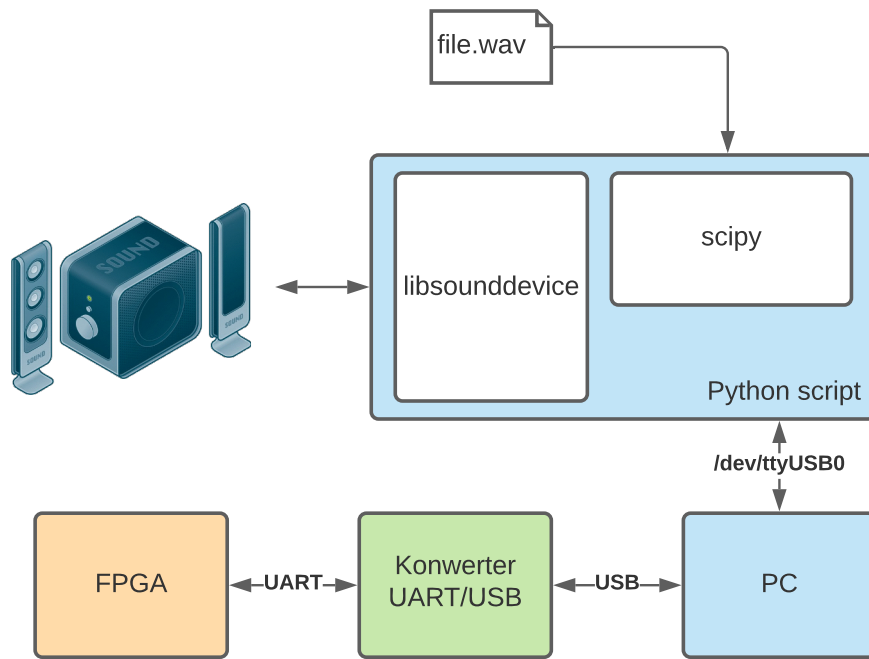 file.wav
scipy
libsounddevice
Python script
SOUND
SOUND
SOUND
/dev/ttyUSB0
FPGA
UART
Konwerter
UART/USB
USB
PC